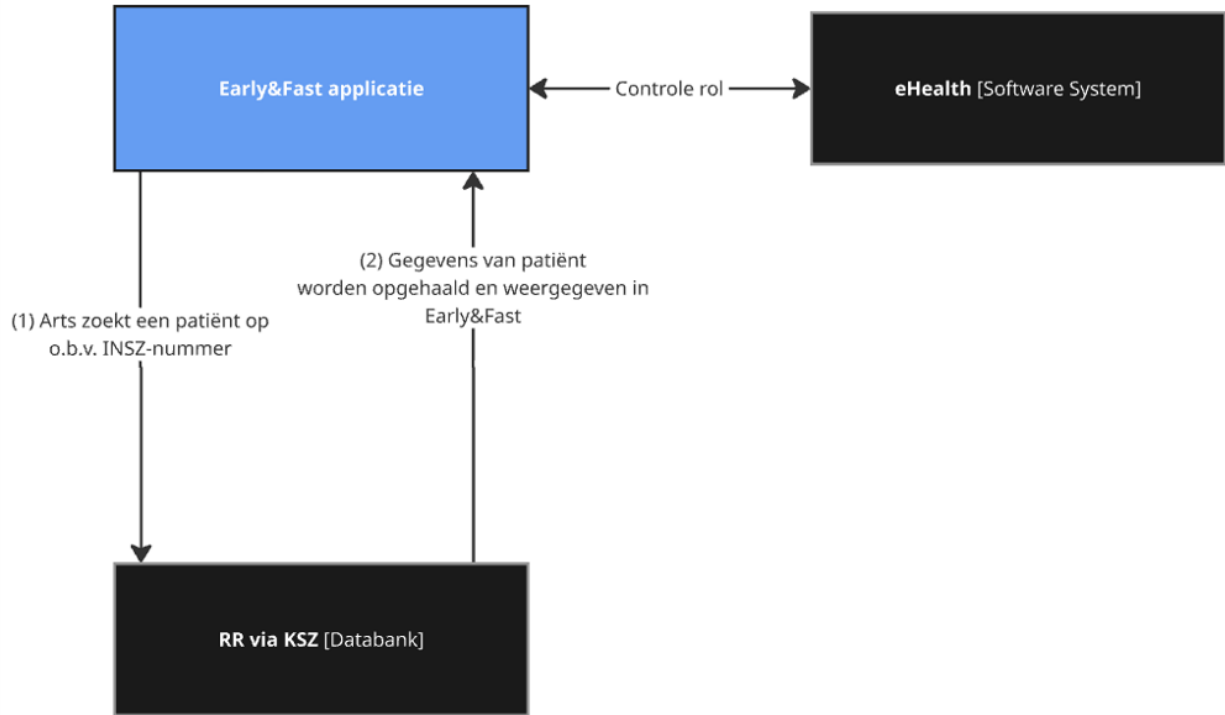 Early&Fast applicatie
Controle rol
eHealth [Software System]
(2) Gegevens van patiënt
worden opgehaald en weergegeven in
Early&Fast
(1) Arts zoekt een patiënt op
o.b.v. INSZ-nummer
RR via KSZ [Databank]